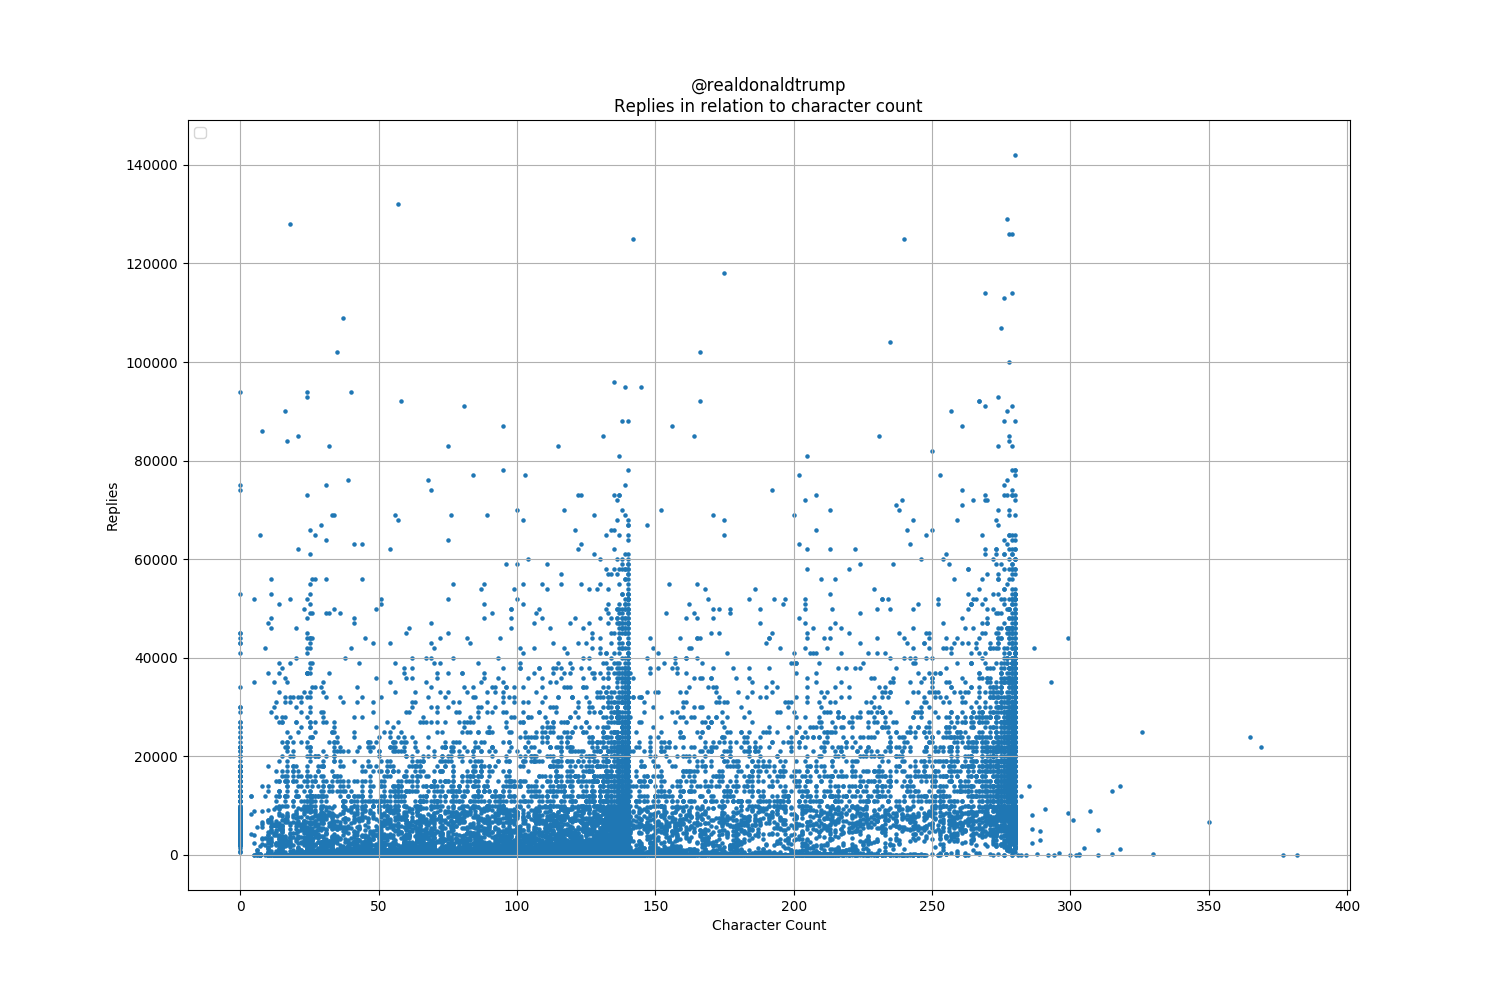 @realdonaldtrump
Replies in relation to character count
140000
120000
100000
80000
60000
40000
20000
0
Replies
0 50 100 150 200 250 300 350 400
Character Count